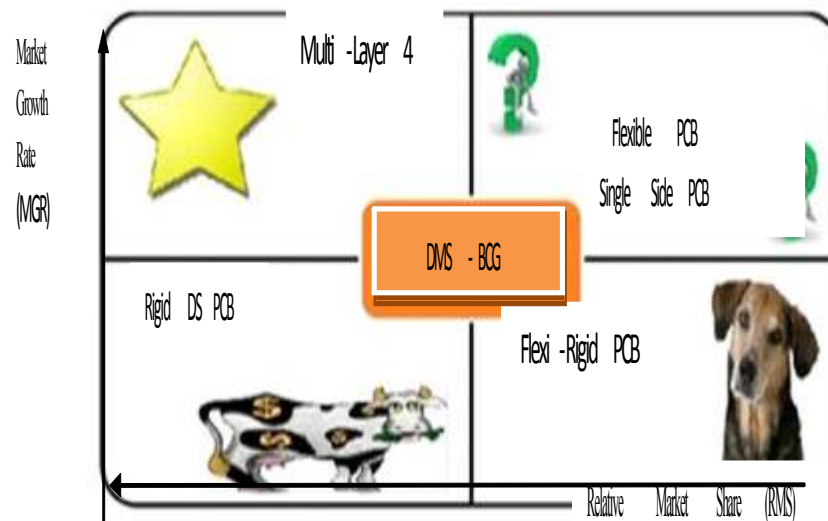 Market
Growth
Rate
(MGR)
Multi -Layer 4
Flexible PCB
Single Side PCB
DMS - BCG
Rigid DS PCB
Flexi -Rigid PCB
Relative Market Share (RMS)